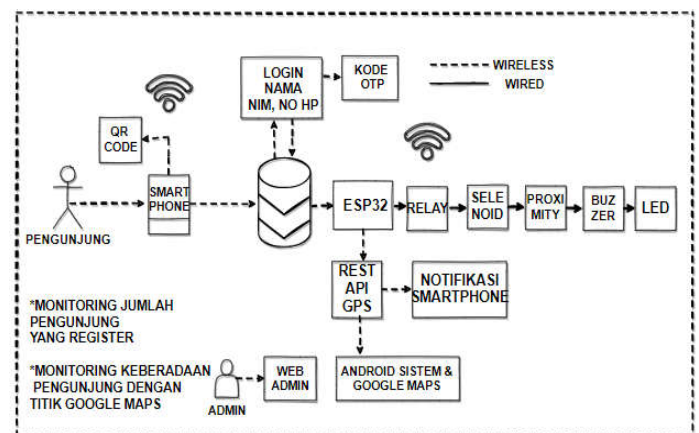 LOGIN
NAMA
NIM, NO HP
KODE
OTP
WIRELESS
WIRED
QR
CODE
SMART
PHONE
PENGUNJUNG
ESP32
RELAY
SELE
NOID
PROXI
MITY
BUZ
ZER
LED
REST
API
GPS
NOTIFIKASI
SMARTPHONE
*MONITORING JUMLAH
PENGUNJUNG
YANG REGISTER
*MONITORING KEBERADAAN
PENGUNJUNG DENGAN
TITIK GOOGLE MAPS
ADMIN
WEB
ADMIN
ANDROID SISTEM &
GOOGLE MAPS